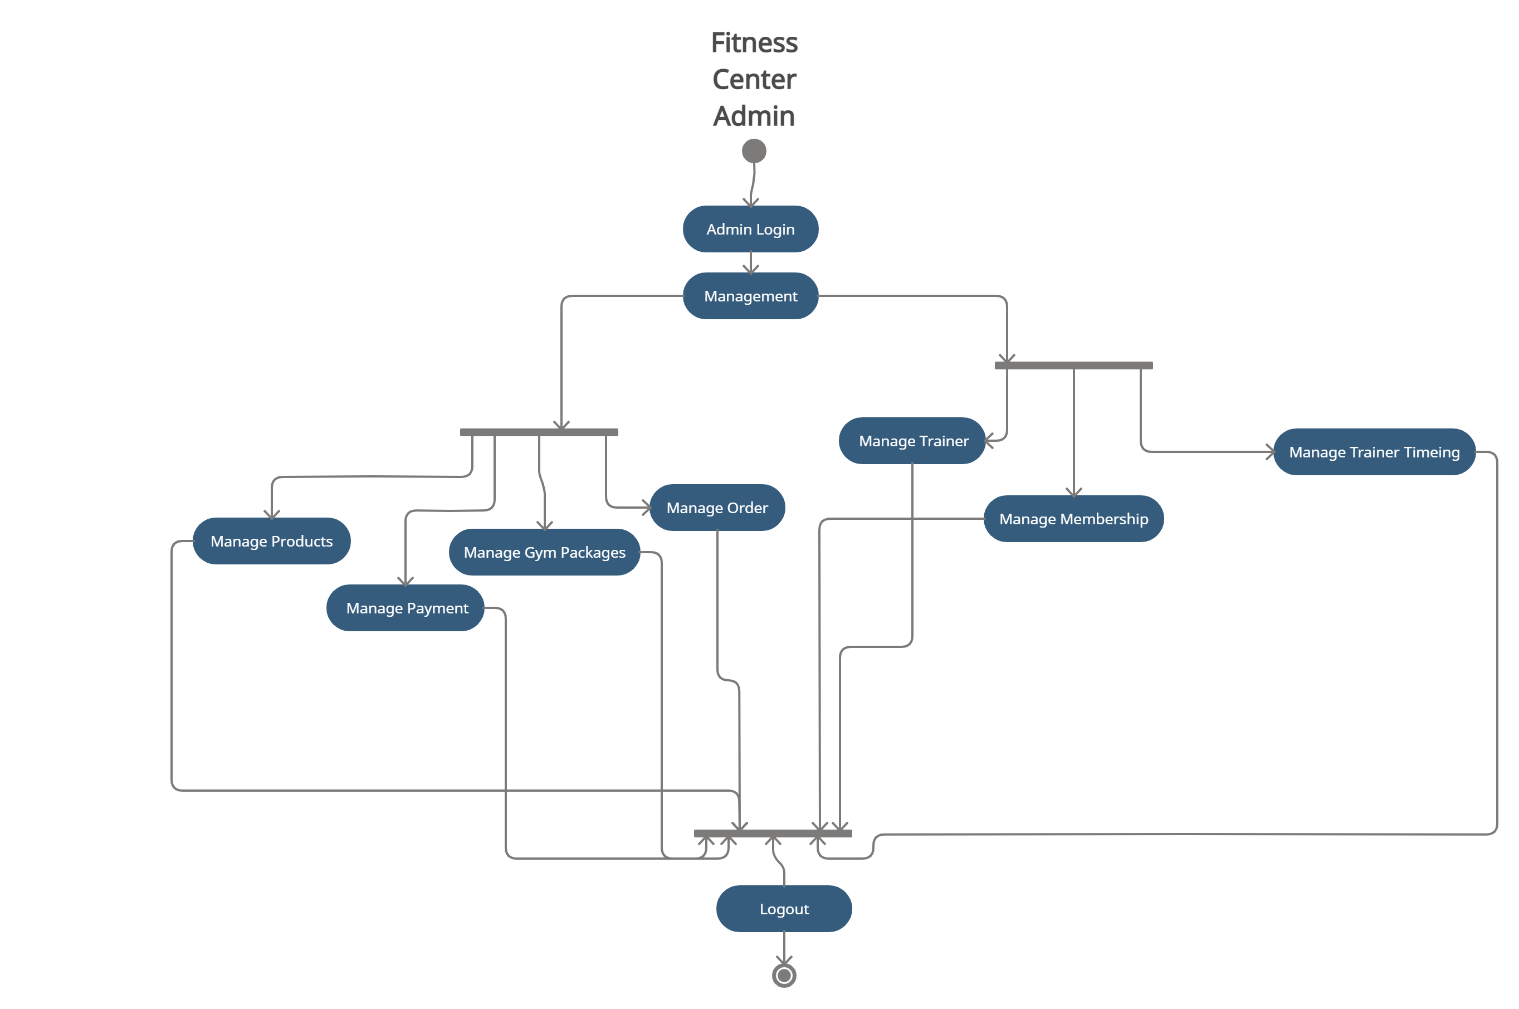 Fitness
Center
Admin
Admin Login
Management
Manage Trainer
Manage Trainer Timeing
Manage Order
Manage Membership
Manage Products
Manage Gym Packages
Manage Payment
Logout